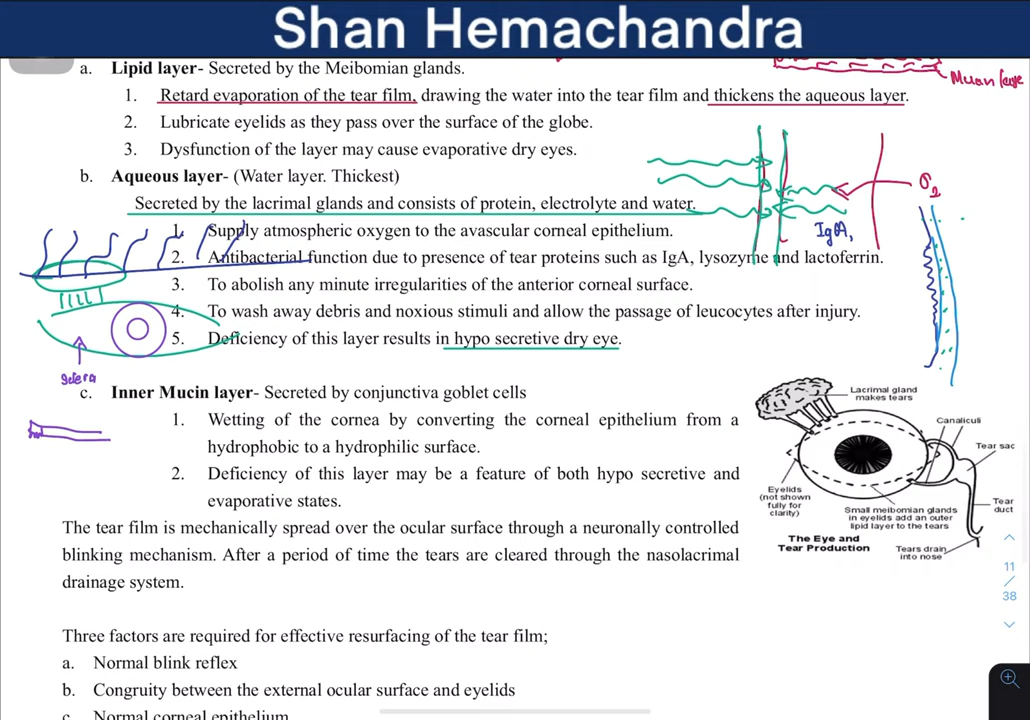 Shan Hemachandra
a. Lipid layer- Secreted by the Meibomian glands.
Muan
1. Retard evaporation of the tear film, drawing the water into the tear film and thickens the aqueous layer.
2. Lubricate eyelids as they pass over the surface of the globe.
3. Dysfunction of the layer may cause evaporative dry eyes.
b. Aqueous layer- (Water layer. Thickest)
Secreted by the lacrimal glands and consists of protein, electrolyte and water.
O2
1. Supply atmospheric oxygen to the avascular corneal epithelium.
IgA,
2. Antibacterial function due to presence of tear proteins such as IgA, lysozyme and lactoferrin.
3. To abolish any minute irregularities of the anterior corneal surface.
4. To wash away debris and noxious stimuli and allow the passage of leucocytes after injury.
5. Deficiency of this layer results in hypo secretive dry eye.
sclera
c. Inner Mucin layer- Secreted by conjunctiva goblet cells
1. Wetting of the cornea by converting the corneal epithelium from a
hydrophobic to a hydrophilic surface.
2. Deficiency of this layer may be a feature of both hypo secretive and
evaporative states.
Lacrimal gland
makes tears
Canaliculi
Tear sac
Eyelids
(not shown
fully for
clarity)
Small meibomian glands
in eyelids add an outer
lipid layer to the tears
Tear
duct
The Eye and
Tear Production
Tears drain
into nose
The tear film is mechanically spread over the ocular surface through a neuronally controlled
blinking mechanism. After a period of time the tears are cleared through the nasolacrimal
drainage system.
11
/
38
Three factors are required for effective resurfacing of the tear film;
a. Normal blink reflex
b. Congruity between the external ocular surface and eyelids
c. Normal corneal epithelium